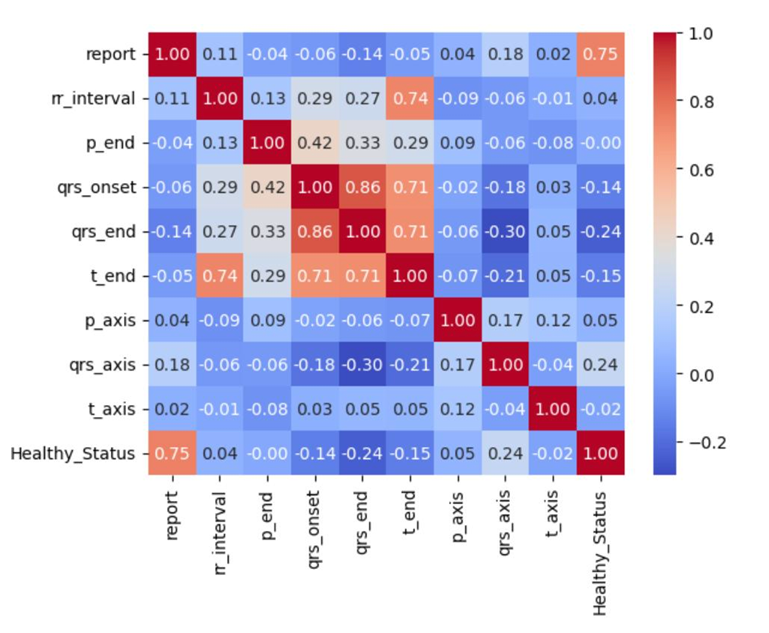 report 1.00 0.11 -0.04 -0.06 -0.14 -0.05 0.04 0.18 0.02 0.75
rr_interval 0.11 1.00 0.13 0.29 0.27 0.74 -0.09 -0.06 -0.01 0.04
p_end -0.04 0.13 1.00 0.42 0.33 0.29 0.09 -0.06 -0.08 -0.00
qrs_onset -0.06 0.29 0.42 1.00 0.86 0.71 -0.02 -0.18 0.03 -0.14
qrs_end -0.14 0.27 0.33 0.86 1.00 0.71 -0.06 -0.30 0.05 -0.24
t_end -0.05 0.74 0.29 0.71 0.71 1.00 -0.07 -0.21 0.05 -0.15
p_axis 0.04 -0.09 0.09 -0.02 -0.06 -0.07 1.00 0.17 0.12 0.05
qrs_axis 0.18 -0.06 -0.06 -0.18 -0.30 -0.21 0.17 1.00 -0.04 0.24
t_axis 0.02 -0.01 -0.08 0.03 0.05 0.05 0.12 -0.04 1.00 -0.02
Healthy_Status 0.75 0.04 -0.00 -0.14 -0.24 -0.15 0.05 0.24 -0.02 1.00
report
rr_interval
p_end
qrs_onset
qrs_end
t_end
p_axis
qrs_axis
t_axis
Healthy_Status
1.0
0.8
0.6
0.4
0.2
0.0
−0.2